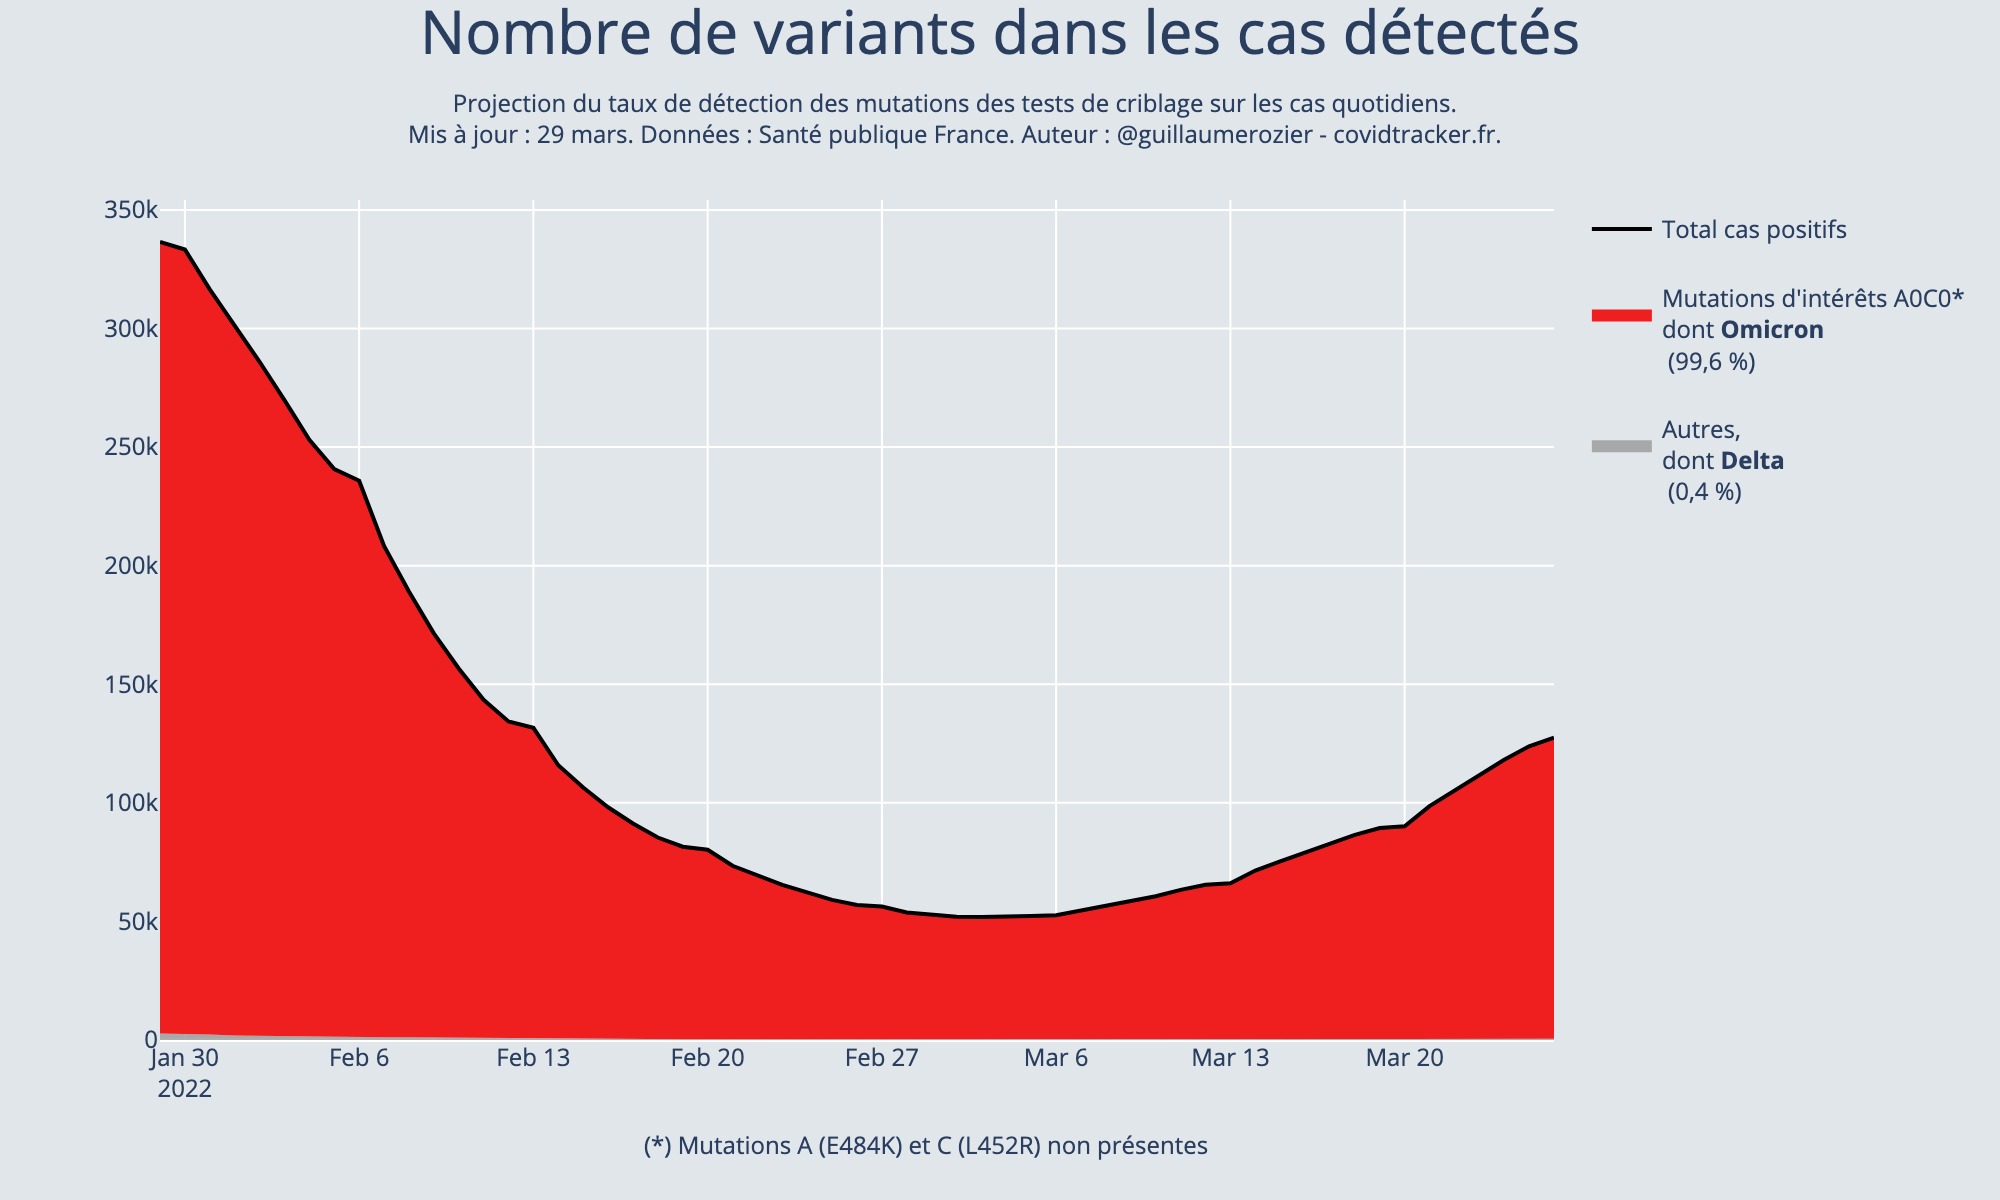 Nombre de variants dans les cas détectés
Projection du taux de détection des mutations des tests de criblage sur les cas quotidiens.
Mis à jour : 29 mars. Données : Santé publique France. Auteur : @guillaumerozier - covidtracker.fr.
350k
300k
250k
200k
150k
100k
50k
0
Jan 30
2022
Feb 6
Feb 13
Feb 20
Feb 27
Mar 6
Mar 13
Mar 20
Total cas positifs
Mutations d'intérêts A0C0*
dont Omicron
(99,6 %)
Autres,
dont Delta
(0,4 %)
(*) Mutations A (E484K) et C (L452R) non présentes